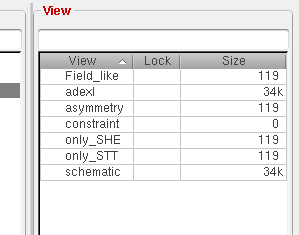 View
View Lock Size
Field_like 119
adexl 34k
asymmetry 119
constraint 0
only_SHE 119
only_STT 119
schematic 34k